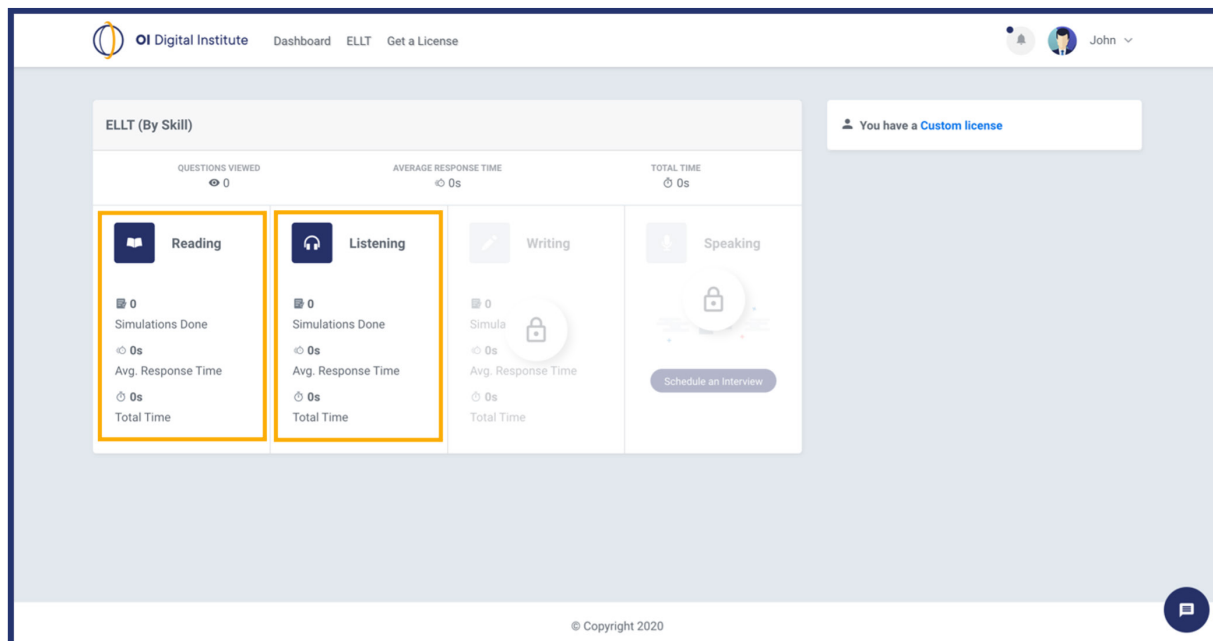 OI Digital Institute Dashboard ELLT Get a License
John
ELLT (By Skill)
You have a Custom license
QUESTIONS VIEWED
0
AVERAGE RESPONSE TIME
0s
TOTAL TIME
0s
Reading
0
Simulations Done
0s
Avg. Response Time
0s
Total Time
Listening
0
Simulations Done
0s
Avg. Response Time
0s
Total Time
Writing
0
Simula
0s
Avg. Response Time
0s
Total Time
Speaking
Schedule an Interview
© Copyright 2020